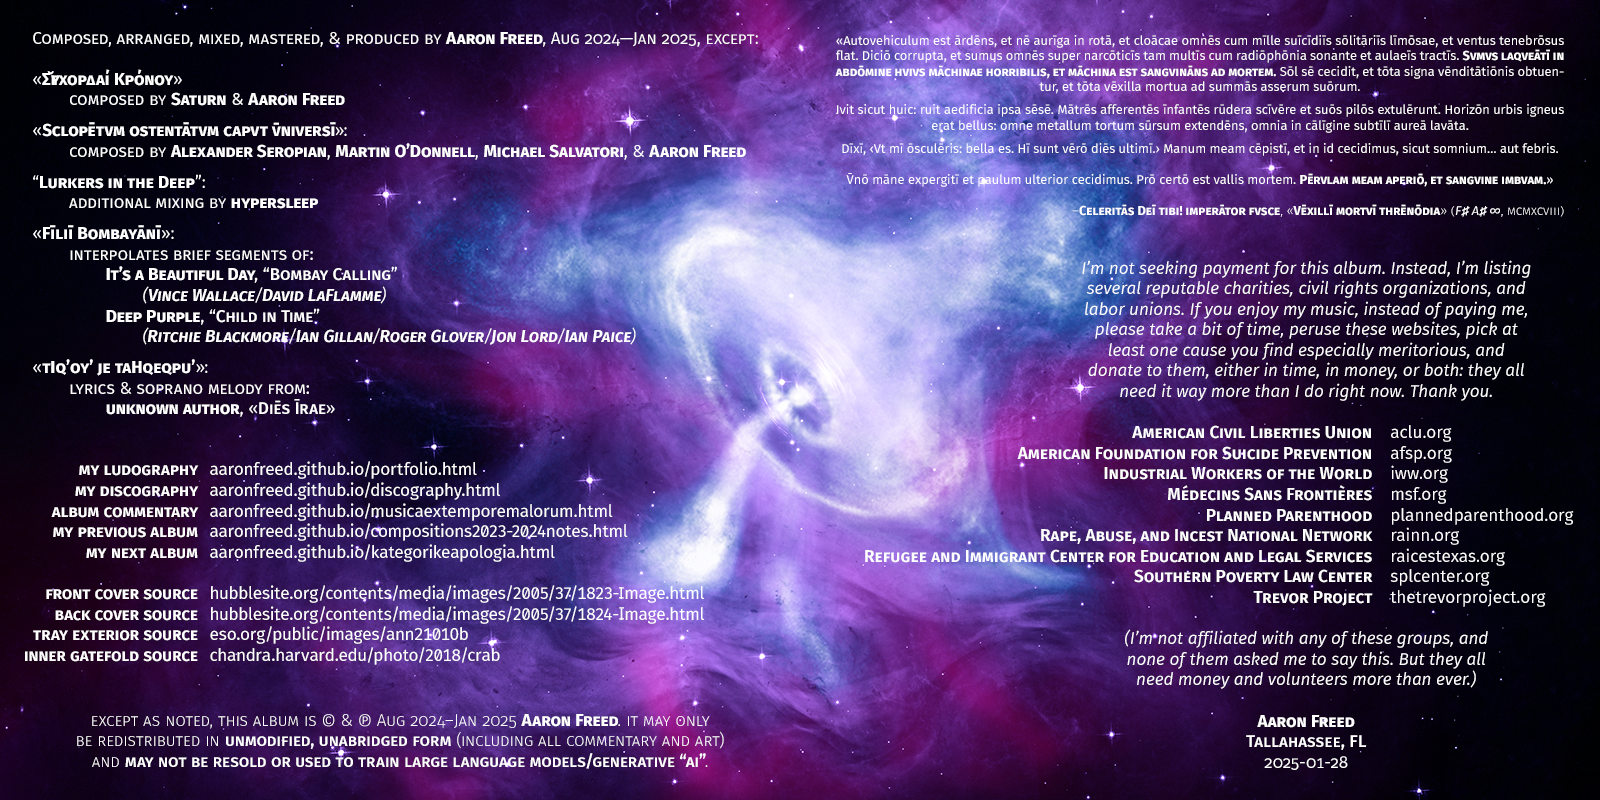 Composed, arranged, mixed, mastered, & produced by Aaron Freed, Aug 2024—Jan 2025, except:
«Σῠ́γχορδαί Κρόνου»
composed by Saturn & Aaron Freed
«Sclopētvm ostentātvm capvt v̄niversī»:
composed by Alexander Seropian, Martin O’Donnell, Michael Salvatori, & Aaron Freed
“Lurkers in the Deep”:
additional mixing by hypersleep
«Fīliī Bombayānī»:
interpolates brief segments of:
It’s a Beautiful Day, “Bombay Calling”
(Vince Wallace/David LaFlamme)
Deep Purple, “Child in Time”
(Ritchie Blackmore/Ian Gillan/Roger Glover/Jon Lord/Ian Paice)
«tIq’oy’ je taHqeqpu’»:
lyrics & soprano melody from:
unknown author, «Diēs Īrae»
my ludography aaronfreed.github.io/portfolio.html
my discography aaronfreed.github.io/discography.html
album commentary aaronfreed.github.io/musicaextemporemalorum.html
my previous album aaronfreed.github.io/compositions2023-2024notes.html
my next album aaronfreed.github.io/kategorikeapologia.html
front cover source hubblesite.org/contents/media/images/2005/37/1823-Image.html
back cover source hubblesite.org/contents/media/images/2005/37/1824-Image.html
tray exterior source eso.org/public/images/ann21010b
inner gatefold source chandra.harvard.edu/photo/2018/crab
except as noted, this album is © & ℗ Aug 2024–Jan 2025 Aaron Freed. it may only
be redistributed in unmodified, unabridged form (including all commentary and art)
and may not be resold or used to train large language models/generative “ai”.
«Autovehiculum est ārdēns, et nē aurīga in rotā, et cloācae omnēs cum mīlle suīcīdiīs sōlitāriīs līmōsae, et ventus tenebrōsus
flat. Diciō corrupta, et sumus omnēs super narcōticīs tam multīs cum radiōphōnia sonante et aulaeīs tractīs. Svmvs laqveātī in
abdōmine hvivs māchinae horribilis, et māchina est sangvināns ad mortem. Sōl sē cecidit, et tōta signa vēnditātiōnis obtuen-
tur, et tōta vēxilla mortua ad summās asserum suōrum.
Jvit sicut huic: ruit aedificia ipsa sēsē. Mātrēs afferentēs īnfantēs rūdera scīvēre et suōs pilōs extulērunt. Horizōn urbis igneus
erat bellus: omne metallum tortum sūrsum extendēns, omnia in cālīgine subtīlī aureā lavāta.
Dīxī, ‹Vt mī ōsculēris: bella es. Hī sunt vērō diēs ultimī.› Manum meam cēpistī, et in id cecidimus, sicut somnium… aut febris.
V̄nō māne expergitī et paulum ulterior cecidimus. Prō certō est vallis mortem. Pērvlam meam aperiō, et sangvine imbvam.»
–Celeritās Deī tibi! imperātor fvsce, «Vēxillī mortvī thrēnōdia» (F♯ A♯ ∞, mcmxcviii)
I’m not seeking payment for this album. Instead, I’m listing
several reputable charities, civil rights organizations, and
labor unions. If you enjoy my music, instead of paying me,
please take a bit of time, peruse these websites, pick at
least one cause you find especially meritorious, and
donate to them, either in time, in money, or both: they all
need it way more than I do right now. Thank you.
American Civil Liberties Union aclu.org
American Foundation for Suicide Prevention afsp.org
Industrial Workers of the World iww.org
Médecins Sans Frontières msf.org
Planned Parenthood plannedparenthood.org
Rape, Abuse, and Incest National Network rainn.org
Refugee and Immigrant Center for Education and Legal Services raicestexas.org
Southern Poverty Law Center splcenter.org
Trevor Project thetrevorproject.org
(I’m not affiliated with any of these groups, and
none of them asked me to say this. But they all
need money and volunteers more than ever.)
Aaron Freed
Tallahassee, FL
2025-01-28